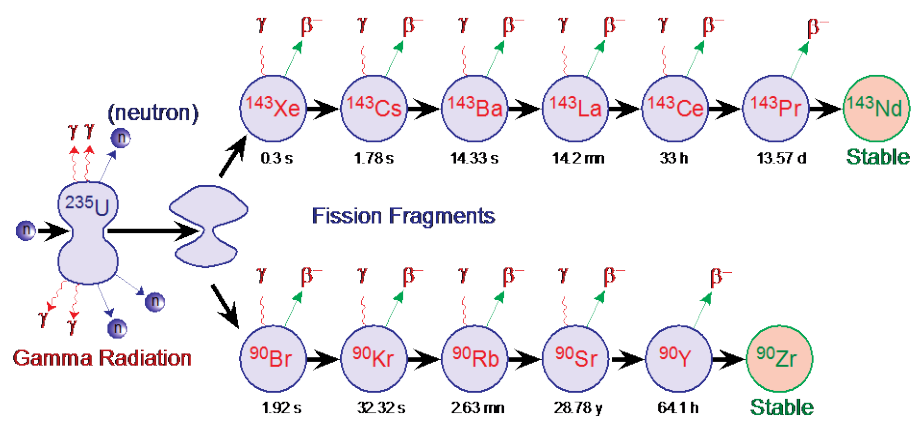 γ β⁻ γ β⁻ γ β⁻ γ β⁻ γ β⁻ β⁻
¹⁴³Xe ¹⁴³Cs ¹⁴³Ba ¹⁴³La ¹⁴³Ce ¹⁴³Pr ¹⁴³Nd
0.3 s 1.78 s 14.33 s 14.2 mn 33 h 13.57 d Stable
(neutron)
γ γ n
²³⁵U
n
Fission Fragments
n
n
γ γ
Gamma Radiation
γ β⁻ γ β⁻ γ β⁻ γ β⁻ β⁻
⁹⁰Br ⁹⁰Kr ⁹⁰Rb ⁹⁰Sr ⁹⁰Y ⁹⁰Zr
1.92 s 32.32 s 2.63 mn 28.78 y 64.1 h Stable